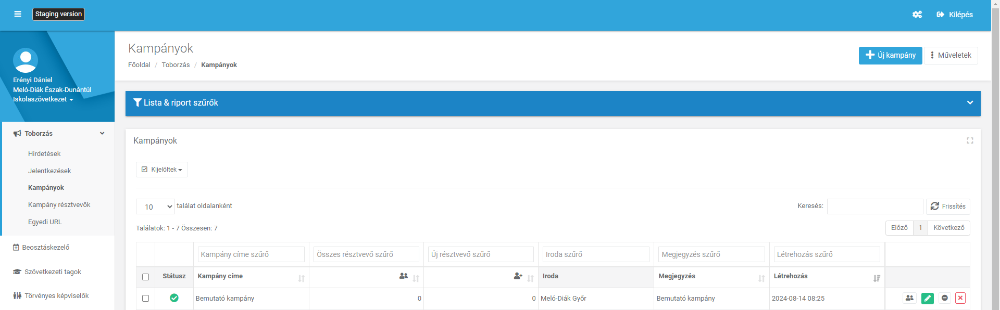 Staging version
Kilépés
Erényi Dániel
Meló-Diák Észak-Dunántúl
Iskolaszövetkezet
Toborzás
Hirdetések
Jelentkezések
Kampányok
Kampány résztvevők
Egyedi URL
Beosztáskezelő
Szövetkezeti tagok
Törvényes képviselők
Kampányok
Főoldal / Toborzás / Kampányok
Új kampány
Műveletek
Lista & riport szűrők
Kampányok
Kijelöltek
10 találat oldalanként
Keresés:
Frissítés
Találatok: 1 - 7 Összesen: 7
Előző 1 Következő
Kampány címe szűrő Összes résztvevő szűrő Új résztvevő szűrő Iroda szűrő Megjegyzés szűrő Létrehozás szűrő
Státusz Kampány címe Iroda Megjegyzés Létrehozás
Bemutató kampány 0 0 Meló-Diák Győr Bemutató kampány 2024-08-14 08:25